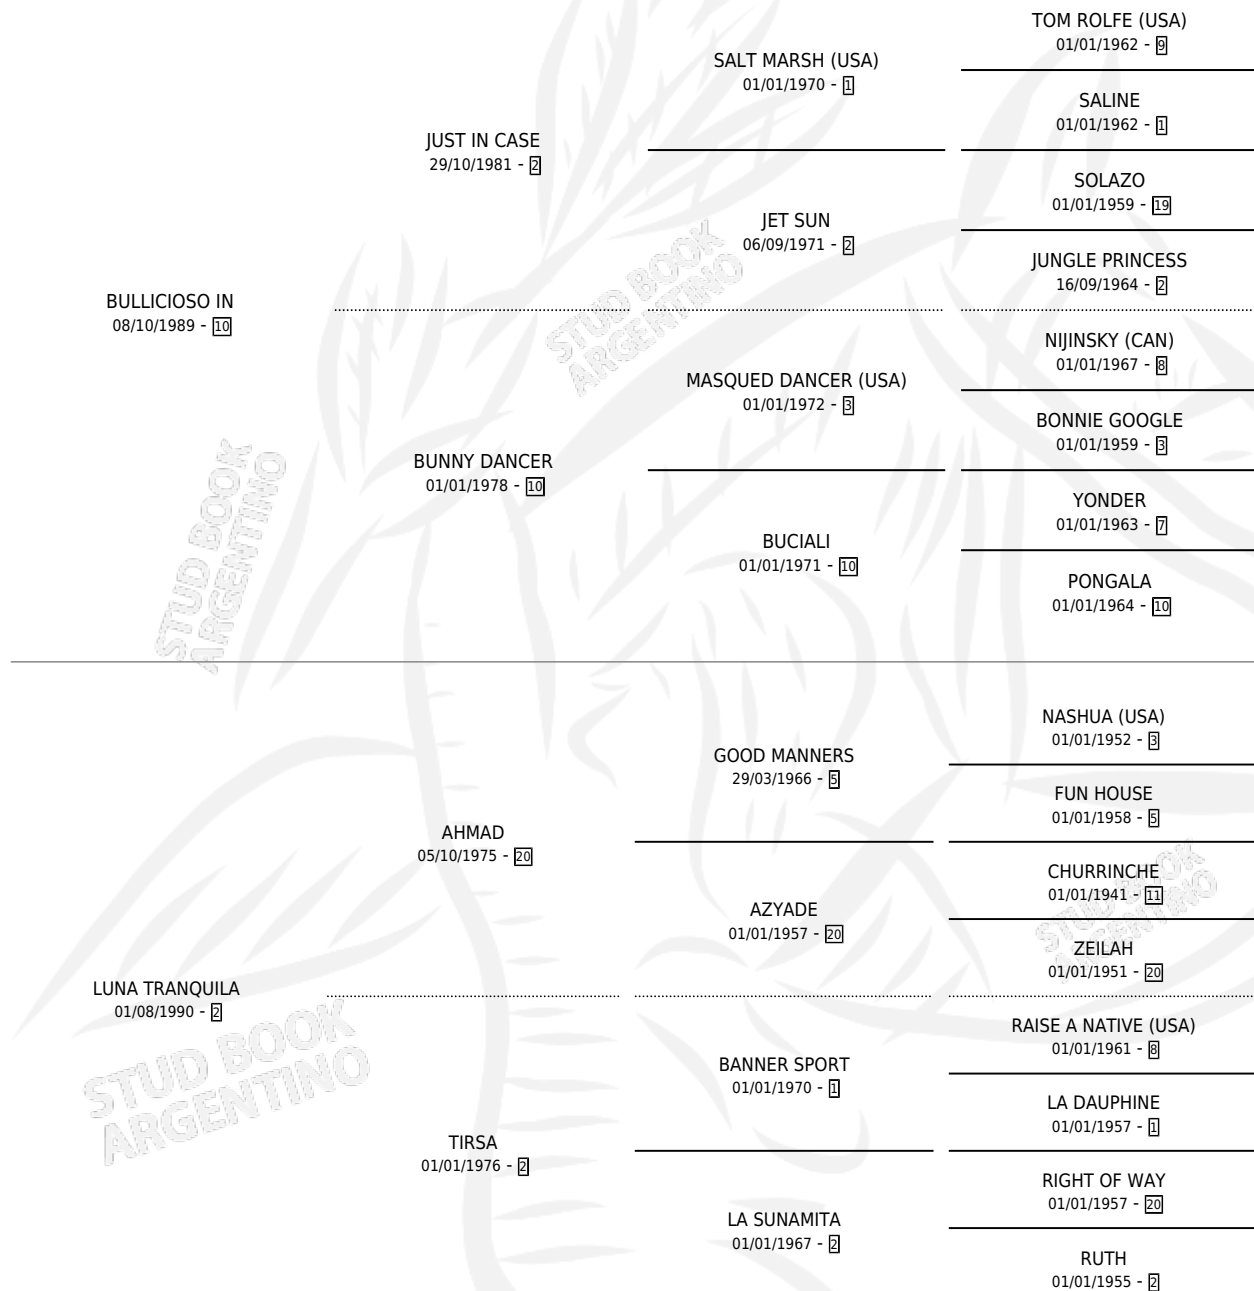 TOM ROLFE (USA)
01/01/1962 - 9
SALT MARSH (USA)
01/01/1970 - 1
SALINE
01/01/1962 - 1
JUST IN CASE
29/10/1981 - 2
SOLAZO
01/01/1959 - 19
JET SUN
06/09/1971 - 2
JUNGLE PRINCESS
16/09/1964 - 2
BULLICIOSO IN
08/10/1989 - 10
STUD BOOK
ARGENTINO
NIJINSKY (CAN)
01/01/1967 - 8
MASQUED DANCER (USA)
01/01/1972 - 3
BONNIE GOOGLE
01/01/1959 - 3
BUNNY DANCER
01/01/1978 - 10
YONDER
01/01/1963 - 7
BUCIALI
01/01/1971 - 10
PONGALA
01/01/1964 - 10
STUD BOOK
ARGENTINO
NASHUA (USA)
01/01/1952 - 3
GOOD MANNERS
29/03/1966 - 5
FUN HOUSE
01/01/1958 - 5
AHMAD
05/10/1975 - 20
CHURRINCHE
01/01/1941 - 11
AZYADE
01/01/1957 - 20
STUD BOOK
ARGENTINO
ZEILAH
01/01/1951 - 20
LUNA TRANQUILA
01/08/1990 - 2
STUD BOOK
ARGENTINO
RAISE A NATIVE (USA)
01/01/1961 - 8
BANNER SPORT
01/01/1970 - 1
LA DAUPHINE
01/01/1957 - 1
TIRSA
01/01/1976 - 2
RIGHT OF WAY
01/01/1957 - 20
LA SUNAMITA
01/01/1967 - 2
RUTH
01/01/1955 - 2